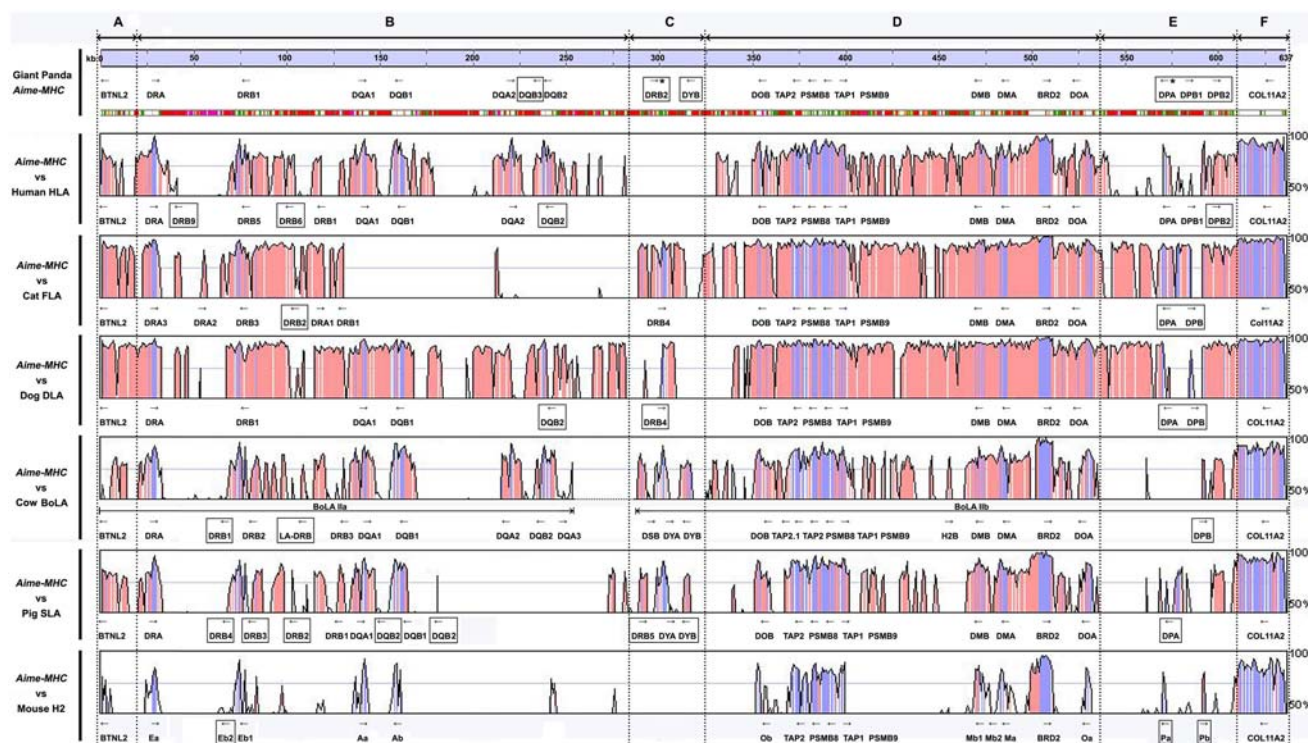 A B C D E F
kb: 0 50 100 150 200 250 300 350 400 450 500 550 600 637
Giant Panda
Aime-MHC
BTNL2 DRA DRB1 DQA1 DQB1 DQA2 DQB3 DQB2 DRB2 * DYB DOB TAP2 PSMB8 TAP1 PSMB9 DMB DMA BRD2 DOA DPA * DPB1 DPB2 COL11A2
Aime-MHC
vs
Human HLA
100
50%
BTNL2 DRA DRB9 DRB5 DRB6 DRB1 DQA1 DQB1 DQA2 DQB2 DOB TAP2 PSMB8 TAP1 PSMB9 DMB DMA BRD2 DOA DPA DPB1 DPB2 COL11A2
Aime-MHC
vs
Cat FLA
100
50%
BTNL2 DRA3 DRA2 DRB3 DRB2 DRA1 DRB1 DRB4 DOB TAP2 PSMB8 TAP1 PSMB9 DMB DMA BRD2 DOA DPA DPB Col11A2
Aime-MHC
vs
Dog DLA
100
50%
BTNL2 DRA DRB1 DQA1 DQB1 DQB2 DRB4 DOB TAP2 PSMB8 TAP1 PSMB9 DMB DMA BRD2 DOA DPA DPB COL11A2
Aime-MHC
vs
Cow BoLA
100
50%
BoLA IIa BoLA IIb
BTNL2 DRA DRB1 DRB2 LA-DRB DRB3 DQA1 DQB1 DQA2 DQB2 DQA3 DSB DYA DYB DOB TAP2.1 TAP2 PSMB8 TAP1 PSMB9 H2B DMB DMA BRD2 DOA DPB COL11A2
Aime-MHC
vs
Pig SLA
100
50%
BTNL2 DRA DRB4 DRB3 DRB2 DRB1 DQA1 DQB2 DQB1 DQB2 DRB5 DYA DYB DOB TAP2 PSMB8 TAP1 PSMB9 DMB DMA BRD2 DOA DPA COL11A2
Aime-MHC
vs
Mouse H2
100
50%
BTNL2 Ea Eb2 Eb1 Aa Ab Ob TAP2 PSMB8 TAP1 PSMB9 Mb1 Mb2 Ma BRD2 Oa Pa Pb COL11A2